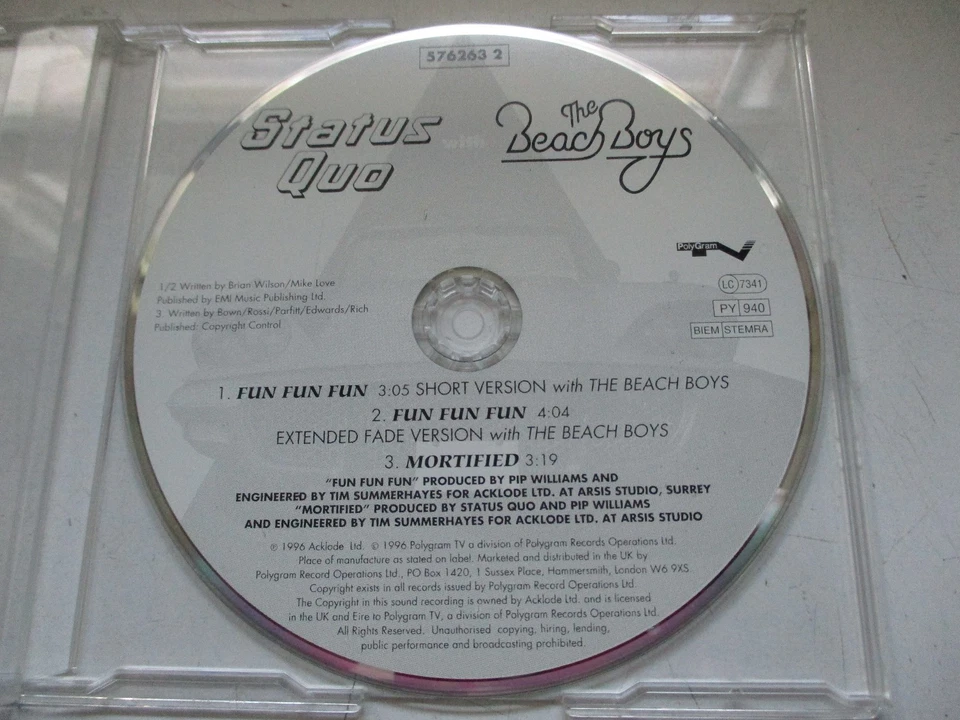 576263 2
Status
Quo
with
The
Beach Boys
PolyGram TV
LC 7341
PY 940
BIEM STEMRA
1/2 Written by Brian Wilson/Mike Love
Published by EMI Music Publishing Ltd.
3. Written by Bown/Rossi/Parfitt/Edwards/Rich
Published: Copyright Control
1. FUN FUN FUN 3:05 SHORT VERSION with THE BEACH BOYS
2. FUN FUN FUN 4:04
EXTENDED FADE VERSION with THE BEACH BOYS
3. MORTIFIED 3:19
"FUN FUN FUN" PRODUCED BY PIP WILLIAMS AND
ENGINEERED BY TIM SUMMERHAYES FOR ACKLODE LTD. AT ARSIS STUDIO, SURREY
"MORTIFIED" PRODUCED BY STATUS QUO AND PIP WILLIAMS
AND ENGINEERED BY TIM SUMMERHAYES FOR ACKLODE LTD. AT ARSIS STUDIO
℗ 1996 Acklode Ltd. © 1996 Polygram TV a division of Polygram Records Operations Ltd.
Place of manufacture as stated on label. Marketed and distributed in the UK by
Polygram Record Operations Ltd., PO Box 1420, 1 Sussex Place, Hammersmith, London W6 9XS
Copyright exists in all records issued by Polygram Record Operations Ltd.
The Copyright in this sound recording is owned by Acklode Ltd. and is licensed
in the UK and Eire to Polygram TV, a division of Polygram Records Operations Ltd.
All Rights Reserved. Unauthorised copying, hiring, lending,
public performance and broadcasting prohibited.